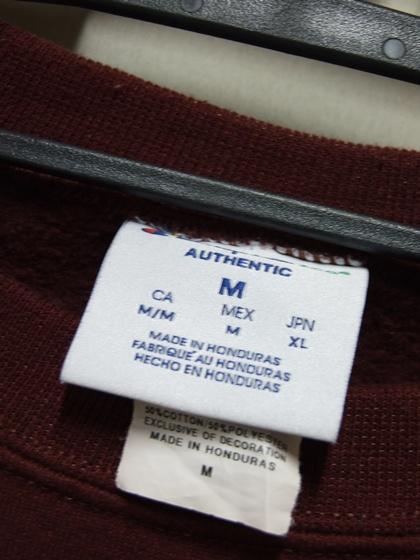 AUTHENTIC
M
CA MEX JPN
M/M M XL
MADE IN HONDURAS
FABRIQUÉ AU HONDURAS
HECHO EN HONDURAS
50%COTTON/50%POLYESTER
EXCLUSIVE OF DECORATION
MADE IN HONDURAS
M